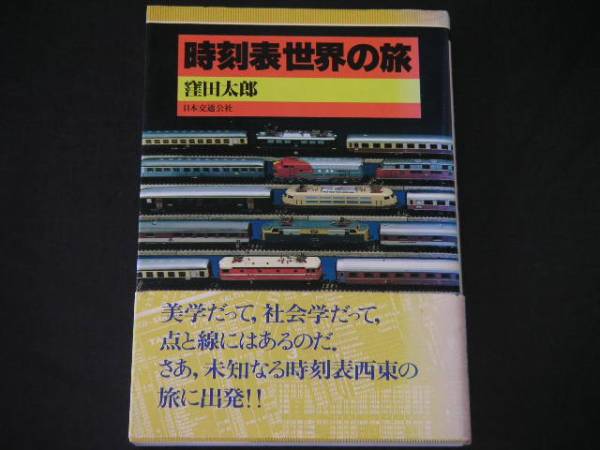 時刻表世界の旅
窪田太郎
日本交通公社
美学だって,社会学だって,
点と線にはあるのだ.
さあ,未知なる時刻表西東の
旅に出発!!